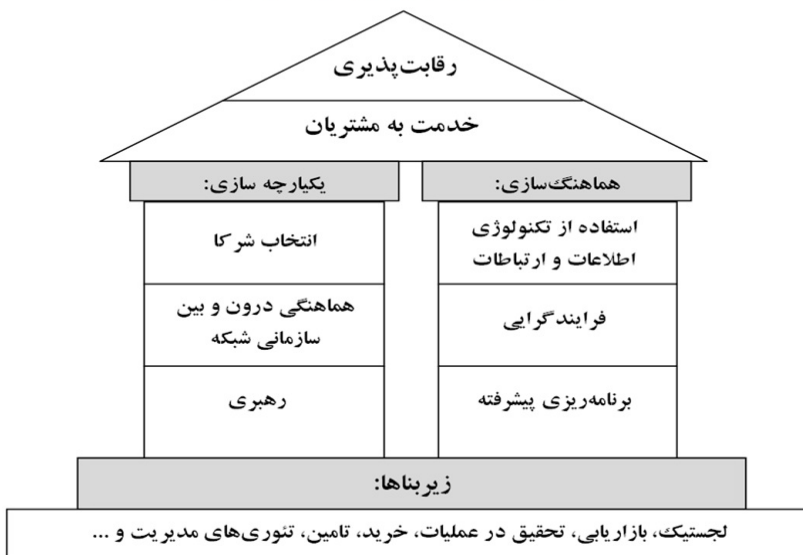 رقابت‌پذیری
خدمت به مشتریان
هماهنگ‌سازی:
استفاده از تکنولوژی
اطلاعات و ارتباطات
فرایندگرایی
برنامه‌ریزی پیشرفته
یکپارچه سازی:
انتخاب شرکا
هماهنگی درون و بین
سازمانی شبکه
رهبری
زیربناها:
لجستیک، بازاریابی، تحقیق در عملیات، خرید، تامین، تئوری‌های مدیریت و ...